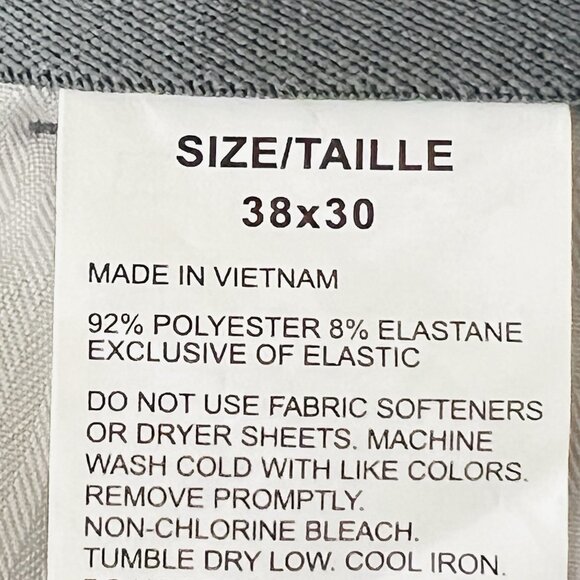 SIZE/TAILLE
38x30
MADE IN VIETNAM
92% POLYESTER 8% ELASTANE
EXCLUSIVE OF ELASTIC
DO NOT USE FABRIC SOFTENERS
OR DRYER SHEETS. MACHINE
WASH COLD WITH LIKE COLORS.
REMOVE PROMPTLY.
NON-CHLORINE BLEACH.
TUMBLE DRY LOW. COOL IRON.